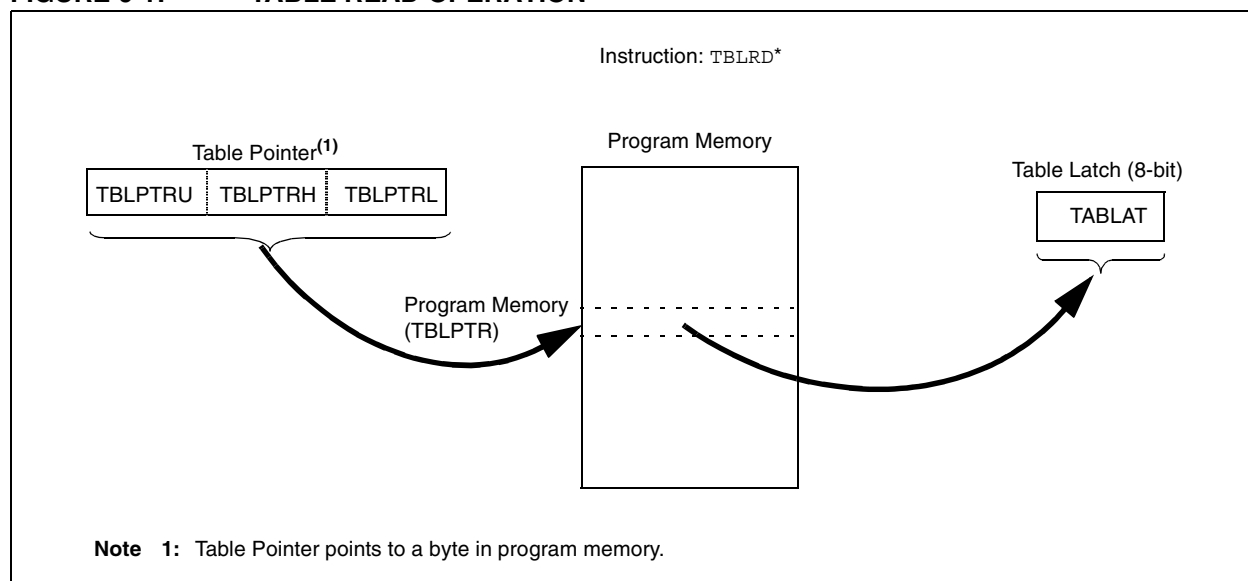 Instruction: TBLRD*
Program Memory
Table Pointer(1)
Table Latch (8-bit)
TBLPTRU TBLPTRH TBLPTRL
TABLAT
Program Memory
(TBLPTR)
Note 1: Table Pointer points to a byte in program memory.